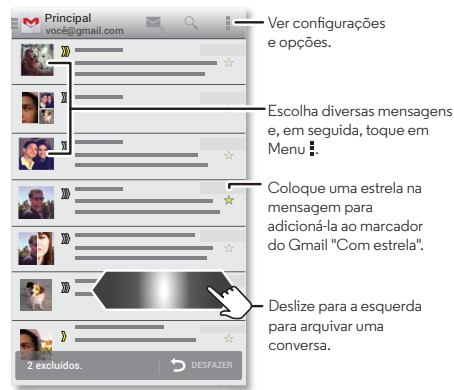 Principal
você@gmail.com
Ver configurações
e opções.
Escolha diversas mensagens
e, em seguida, toque em
Menu
Coloque uma estrela na
mensagem para
adicioná-la ao marcador
do Gmail "Com estrela".
Deslize para a esquerda
para arquivar uma
conversa.
2 excluídos.
DESFAZER